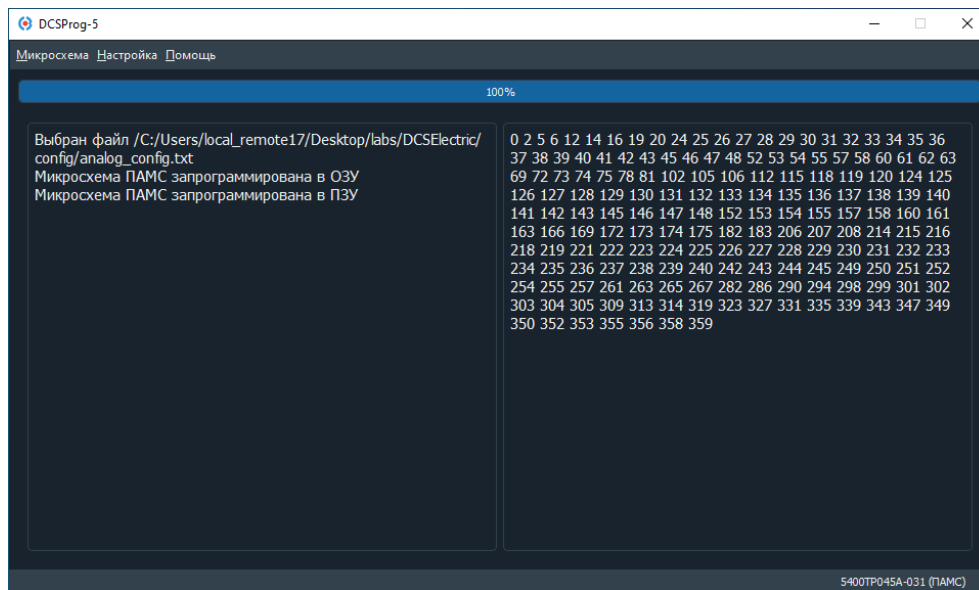 DCSProg-5
Микросхема Настройка Помощь
100%
Выбран файл /C:/Users/local_remote17/Desktop/labs/DCSElectric/
config/analog_config.txt
Микросхема ПАМС запрограммирована в ОЗУ
Микросхема ПАМС запрограммирована в ПЗУ
0 2 5 6 12 14 16 19 20 24 25 26 27 28 29 30 31 32 33 34 35 36
37 38 39 40 41 42 43 45 46 47 48 52 53 54 55 57 58 60 61 62 63
69 72 73 74 75 78 81 102 105 106 112 115 118 119 120 124 125
126 127 128 129 130 131 132 133 134 135 136 137 138 139 140
141 142 143 145 146 147 148 152 153 154 155 157 158 160 161
163 166 169 172 173 174 175 182 183 206 207 208 214 215 216
218 219 221 222 223 224 225 226 227 228 229 230 231 232 233
234 235 236 237 238 239 240 242 243 244 245 249 250 251 252
254 255 257 261 263 265 267 282 286 290 294 298 299 301 302
303 304 305 309 313 314 319 323 327 331 335 339 343 347 349
350 352 353 355 356 358 359
5400ТР045А-031 (ПАМС)